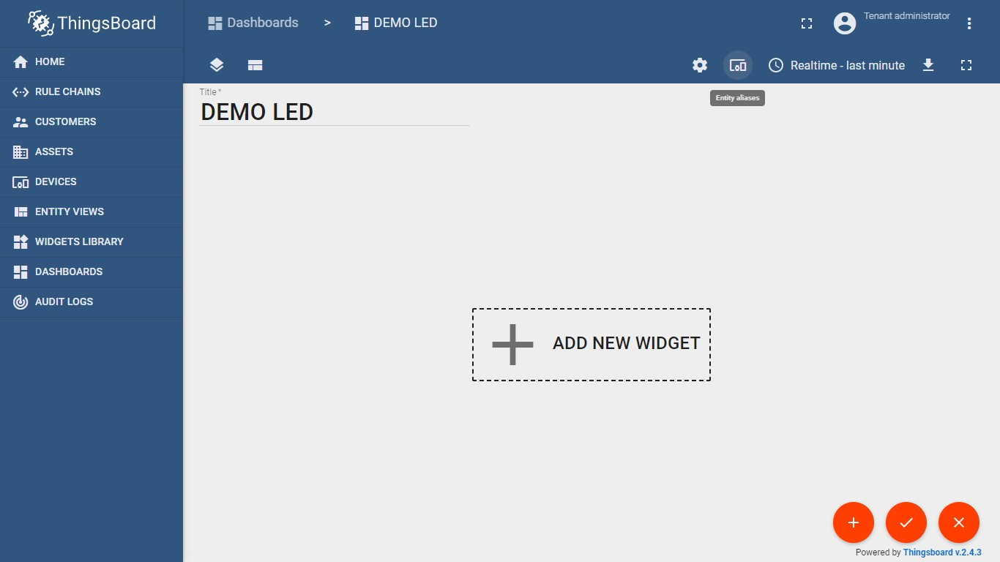 ThingsBoard
Dashboards > DEMO LED
Tenant administrator
HOME
RULE CHAINS
CUSTOMERS
ASSETS
DEVICES
ENTITY VIEWS
WIDGETS LIBRARY
DASHBOARDS
AUDIT LOGS
Realtime - last minute
Entity aliases
Title *
DEMO LED
ADD NEW WIDGET
Powered by Thingsboard v.2.4.3